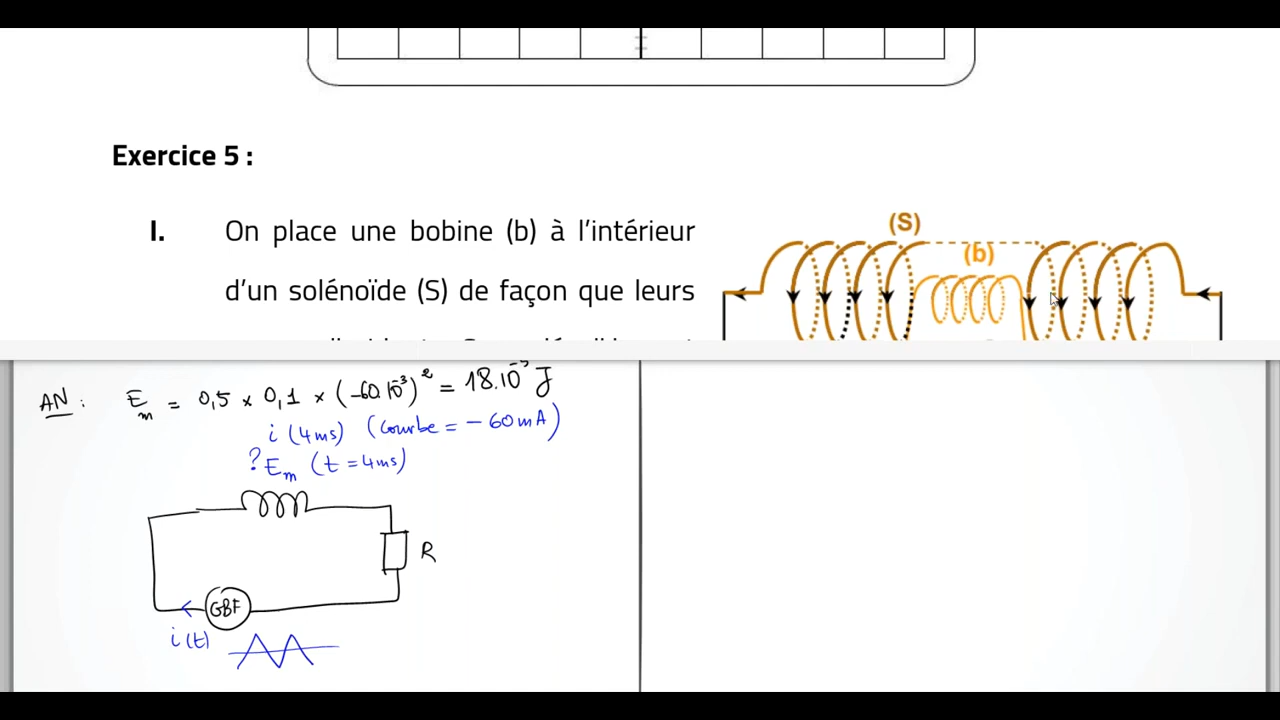 Exercice 5 :
I. On place une bobine (b) à l'intérieur
d'un solénoïde (S) de façon que leurs
(S)
(b)
AN : Em = 0,5 × 0,1 × (-60.10⁻³)² = 18.10⁻⁵ J
i (4ms) (courbe = - 60mA)
? Em (t = 4ms)
R
GBF
i(t)